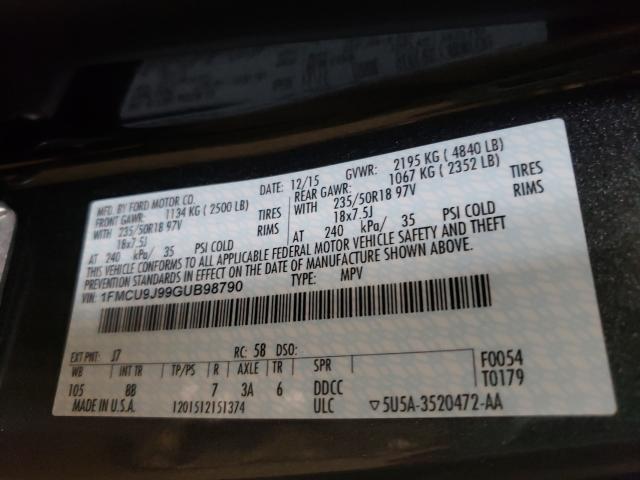 MFD. BY FORD MOTOR CO.
DATE: 12/15
GVWR: 2195 KG ( 4840 LB)
FRONT GAWR: 1134 KG ( 2500 LB)
REAR GAWR: 1067 KG ( 2352 LB)
WITH 235/50R18 97V TIRES
WITH 235/50R18 97V TIRES
18x7.5J RIMS
18x7.5J RIMS
AT 240 kPa/ 35 PSI COLD
AT 240 kPa/ 35 PSI COLD
THIS VEHICLE CONFORMS TO ALL APPLICABLE FEDERAL MOTOR VEHICLE SAFETY AND THEFT
PREVENTION STANDARDS IN EFFECT ON THE DATE OF MANUFACTURE SHOWN ABOVE.
VIN: 1FMCU9J99GUB98790 TYPE: MPV
EXT PNT: J7 RC: 58 DSO: F0054
WB INT TR TP/PS R AXLE TR SPR T0179
105 8B 7 3A 6 DDCC
MADE IN U.S.A. 1201512151374 ULC ▽5U5A-3520472-AA